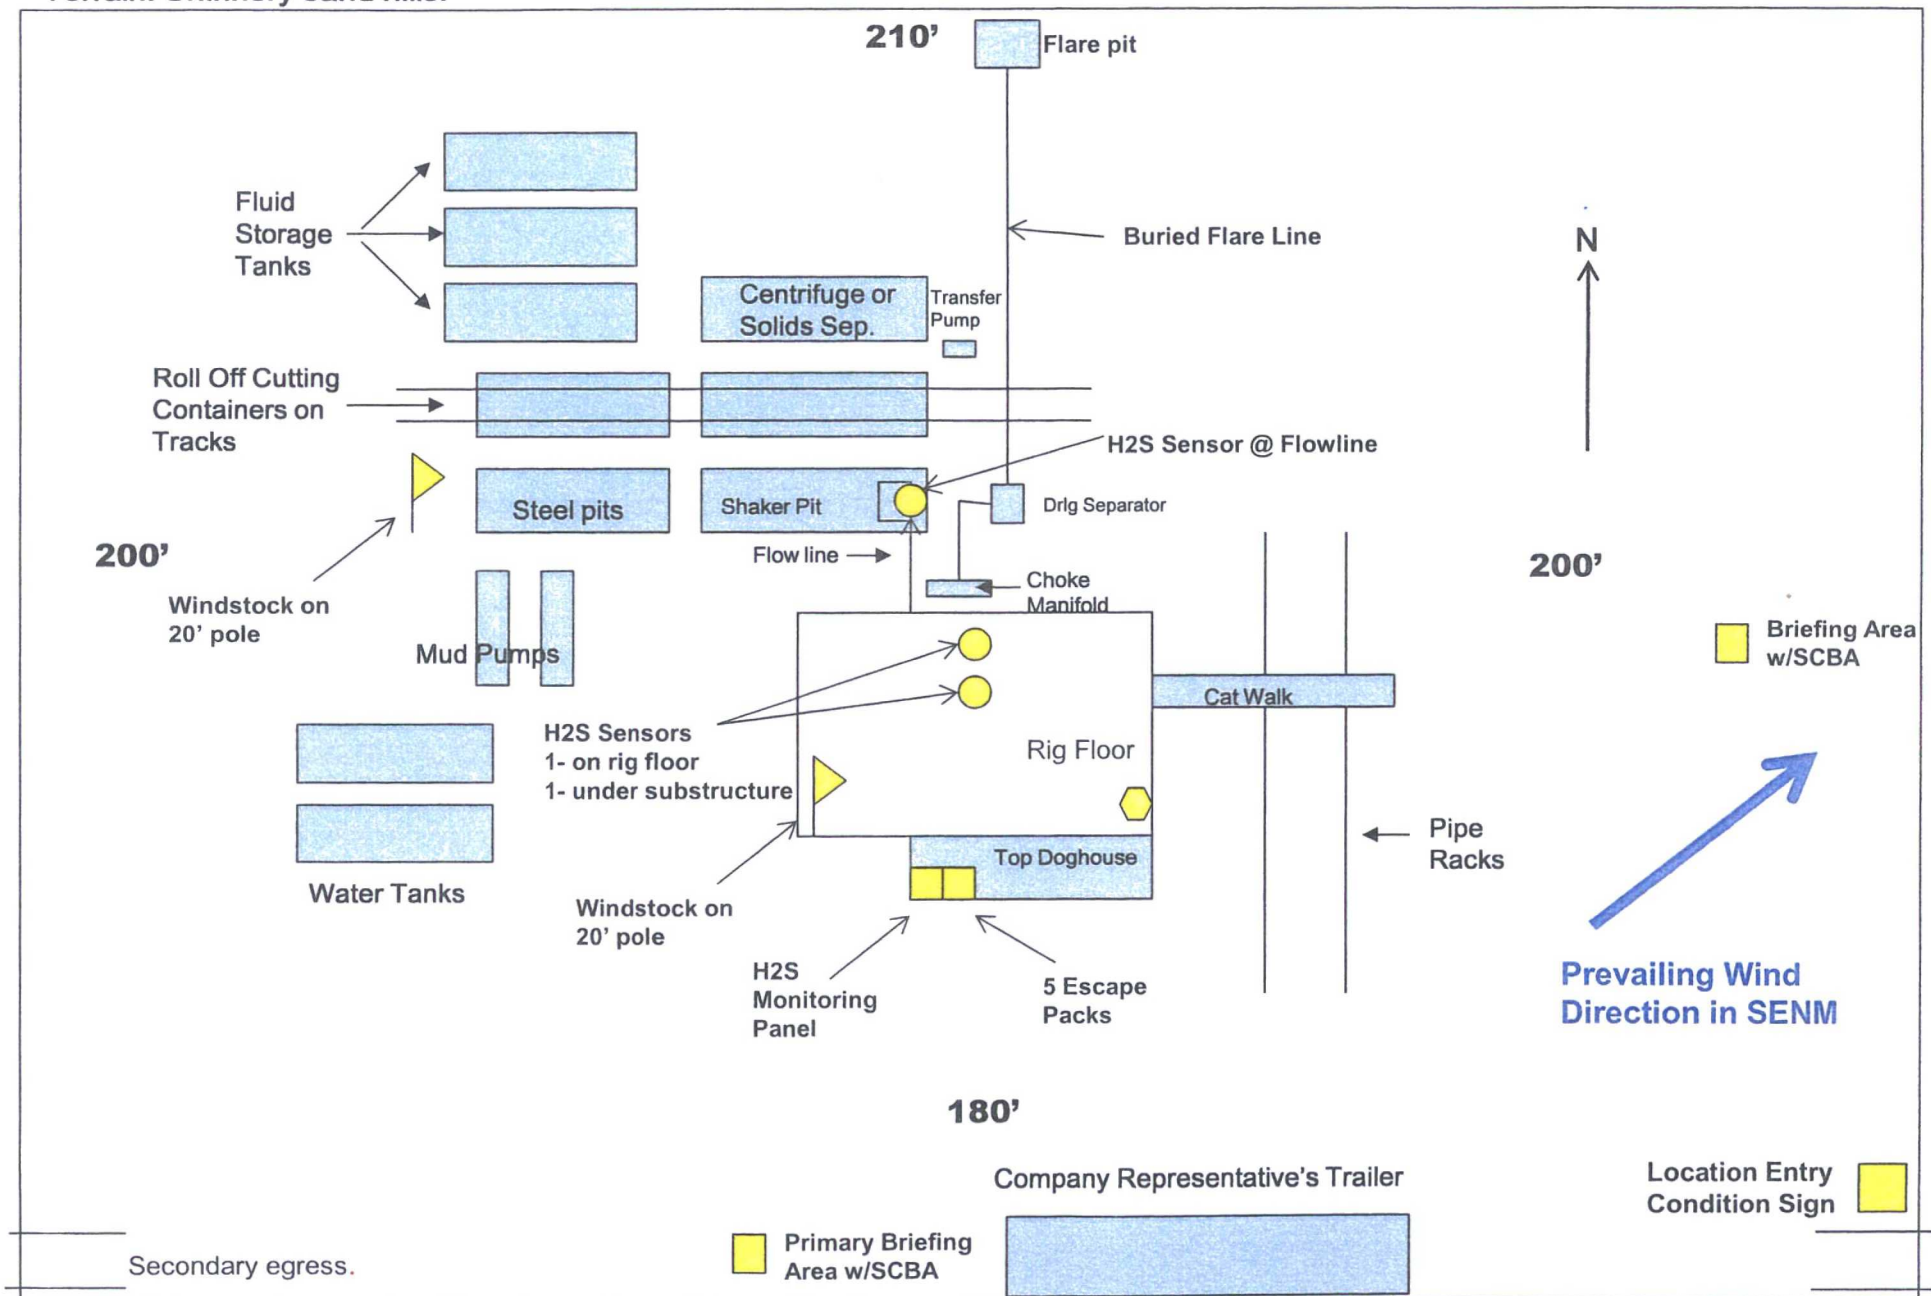 Terrain: Shinnery sand hills.
210’
Flare pit
Fluid
Storage
Tanks
Buried Flare Line
N
Centrifuge or
Solids Sep.
Transfer
Pump
Roll Off Cutting
Containers on
Tracks
H2S Sensor @ Flowline
Steel pits
Shaker Pit
Drlg Separator
200’
Flow line
200’
Choke
Manifold
Windstock on
20’ pole
Briefing Area
w/SCBA
Mud Pumps
Cat Walk
H2S Sensors
1- on rig floor
1- under substructure
Rig Floor
Pipe
Racks
Top Doghouse
Water Tanks
Windstock on
20’ pole
H2S
Monitoring
Panel
5 Escape
Packs
Prevailing Wind
Direction in SENM
180’
Company Representative’s Trailer
Location Entry
Condition Sign
Primary Briefing
Area w/SCBA
Secondary egress.